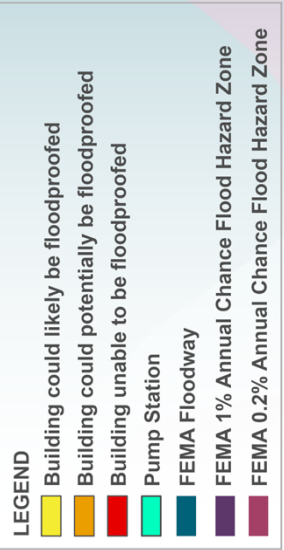 LEGEND
Building could likely be floodproofed
Building could potentially be floodproofed
Building unable to be floodproofed
Pump Station
FEMA Floodway
FEMA 1% Annual Chance Flood Hazard Zone
FEMA 0.2% Annual Chance Flood Hazard Zone